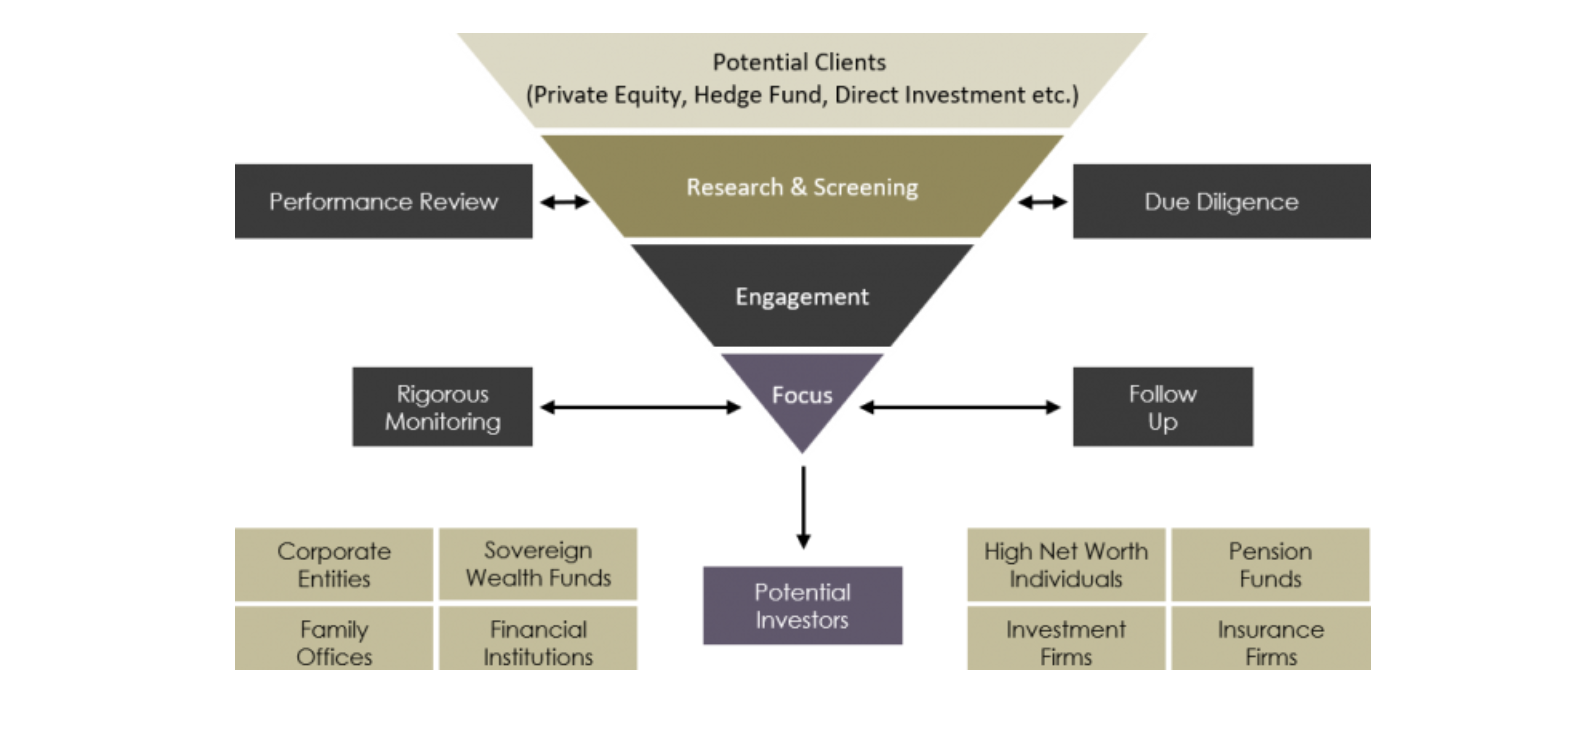 Potential Clients
(Private Equity, Hedge Fund, Direct Investment etc.)
Research & Screening
Performance Review
Due Diligence
Engagement
Focus
Rigorous
Monitoring
Follow
Up
Corporate
Entities
Sovereign
Wealth Funds
Family
Offices
Financial
Institutions
Potential
Investors
High Net Worth
Individuals
Pension
Funds
Investment
Firms
Insurance
Firms